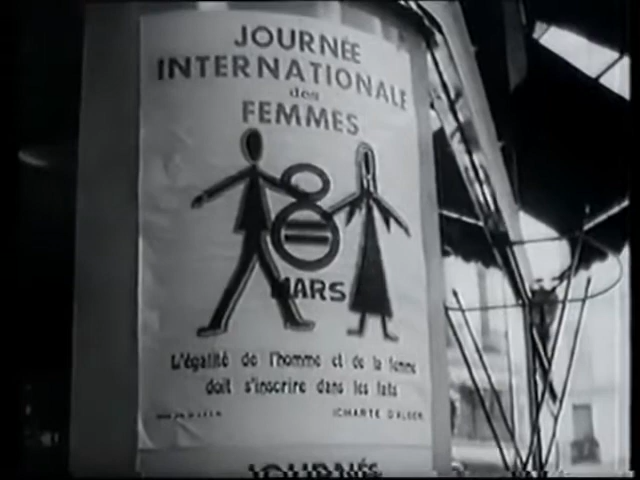 JOURNÉE
INTERNATIONALE
des
FEMMES
8
MARS
L'égalité de l'homme et de la femme
doit s'inscrire dans les faits
(CHARTE D'ALGER
JOURNÉE